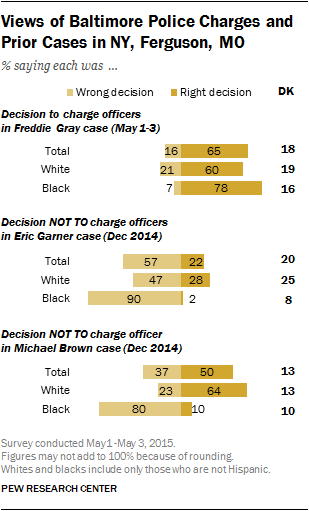 Views of Baltimore Police Charges and
Prior Cases in NY, Ferguson, MO
% saying each was ...
Wrong decision Right decision DK
Decision to charge officers
in Freddie Gray case (May 1-3)
Total 16 65 18
White 21 60 19
Black 7 78 16
Decision NOT TO charge officers
in Eric Garner case (Dec 2014)
Total 57 22 20
White 47 28 25
Black 90 2 8
Decision NOT TO charge officer
in Michael Brown case (Dec 2014)
Total 37 50 13
White 23 64 13
Black 80 10 10
Survey conducted May1-May 3, 2015.
Figures may not add to 100% because of rounding.
Whites and blacks include only those who are not Hispanic.
PEW RESEARCH CENTER